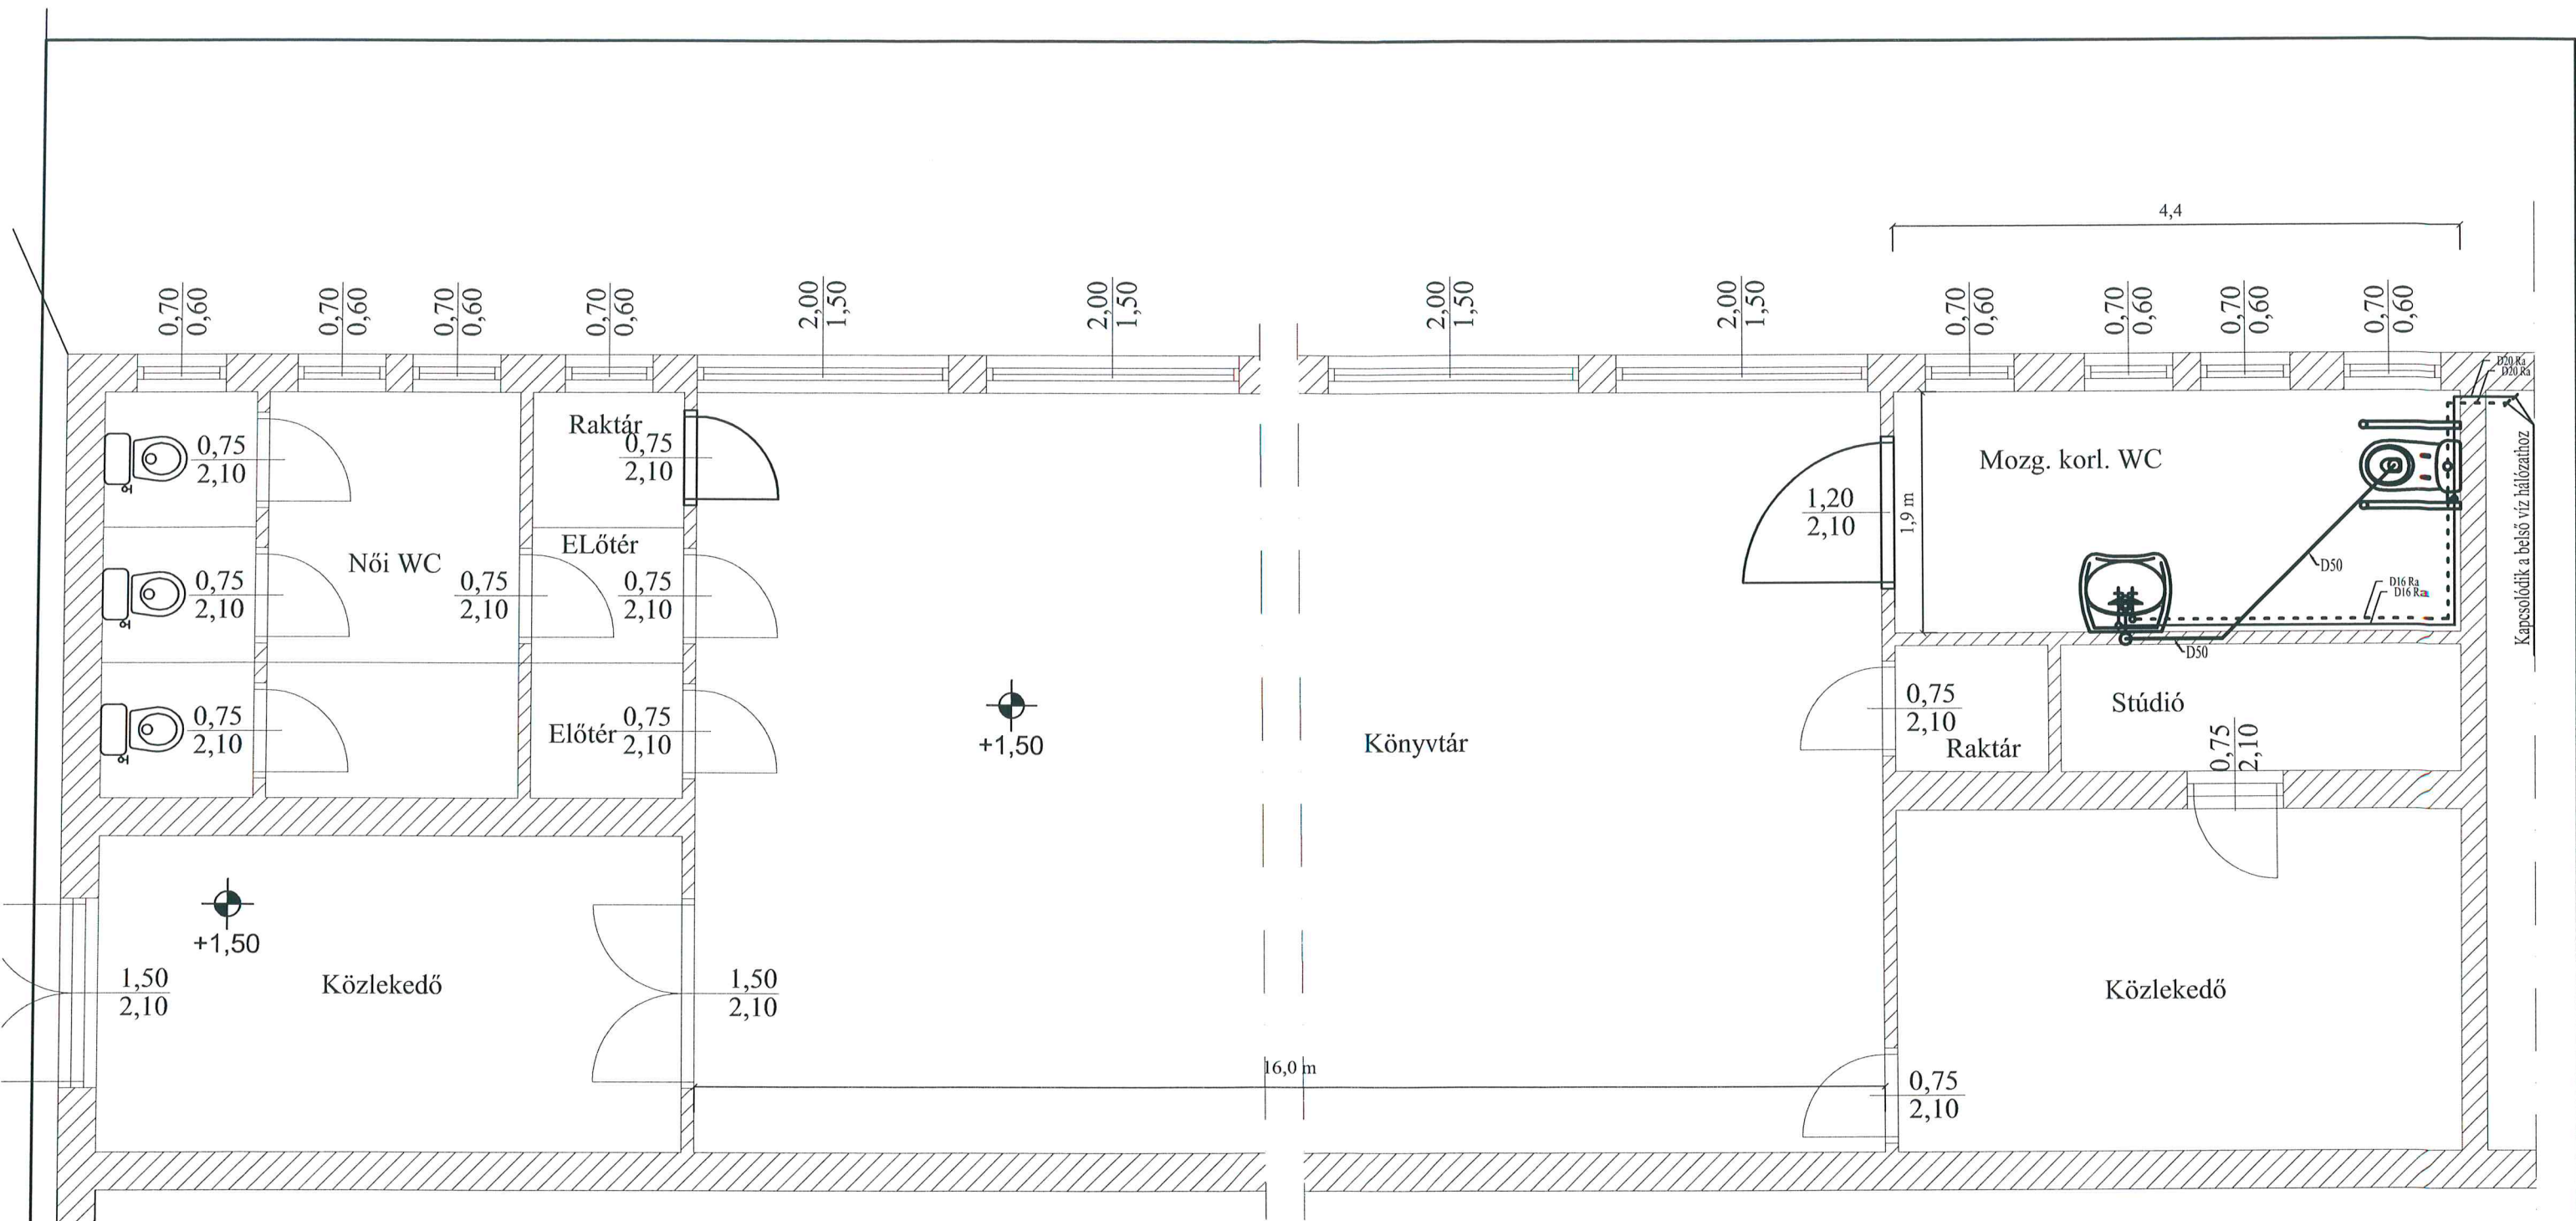 4,4
0,70
0,60
0,70
0,60
0,70
0,60
0,70
0,60
2,00
1,50
2,00
1,50
2,00
1,50
2,00
1,50
0,70
0,60
0,70
0,60
0,70
0,60
0,70
0,60
D20 Ra
D20 Ra
Raktár
0,75
2,10
0,75
2,10
Mozg. korl. WC
1,20
2,10
1,9 m
Kapcsolódik a belső víz hálózathoz
ELőtér
Női WC
0,75
2,10
0,75
2,10
0,75
2,10
D50
D16 Ra
D16 Ra
D50
0,75
2,10
Előtér
0,75
2,10
+1,50
Könyvtár
0,75
2,10
Raktár
Stúdió
0,75
2,10
+1,50
1,50
2,10
Közlekedő
1,50
2,10
Közlekedő
16,0 m
0,75
2,10